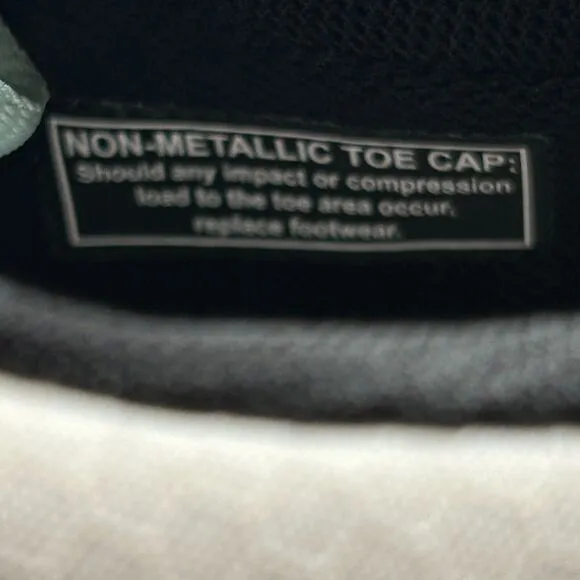 NON-METALLIC TOE CAP:
Should any impact or compression
load to the toe area occur,
replace footwear.